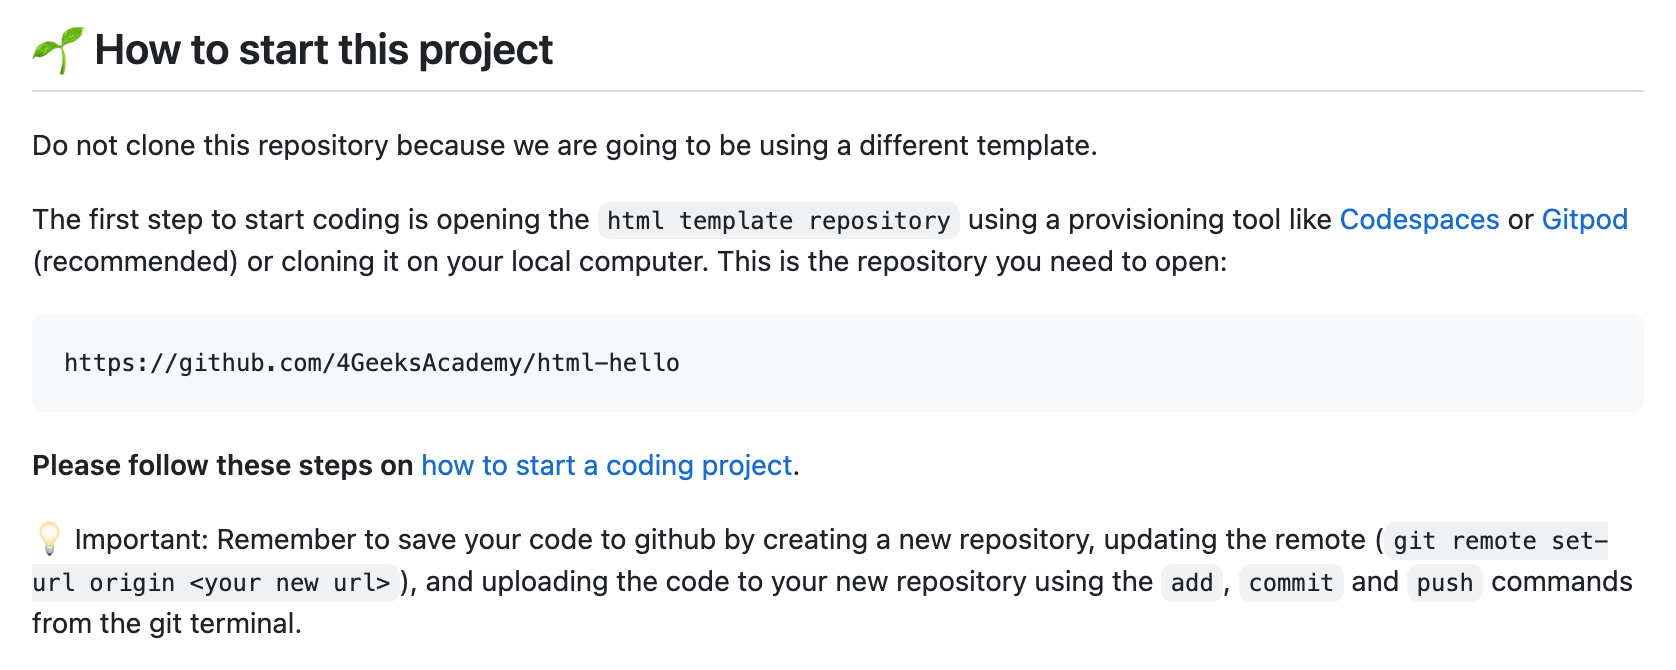 🌱 How to start this project
Do not clone this repository because we are going to be using a different template.
The first step to start coding is opening the html template repository using a provisioning tool like Codespaces or Gitpod
(recommended) or cloning it on your local computer. This is the repository you need to open:
https://github.com/4GeeksAcademy/html-hello
Please follow these steps on how to start a coding project.
💡 Important: Remember to save your code to github by creating a new repository, updating the remote ( git remote set-
url origin <your new url> ), and uploading the code to your new repository using the add , commit and push commands
from the git terminal.